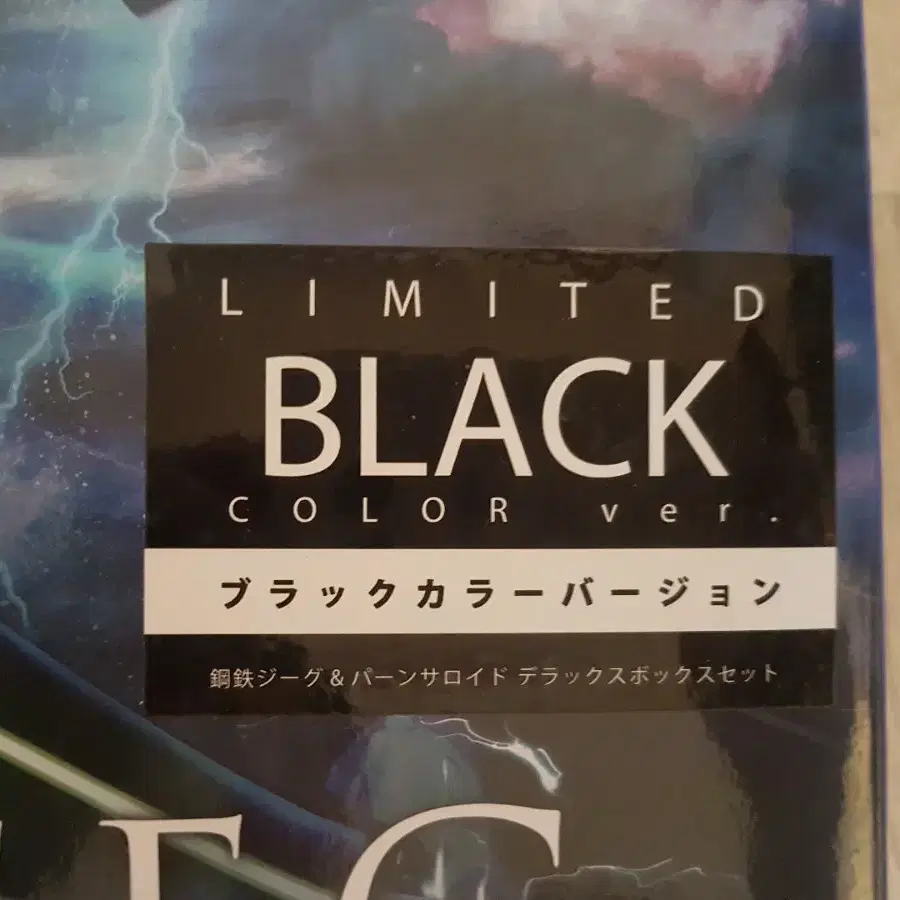 LIMITED
BLACK
COLOR ver.
ブラックカラーバージョン
鋼鉄ジーグ&パーンサロイド デラックスボックスセット
EG